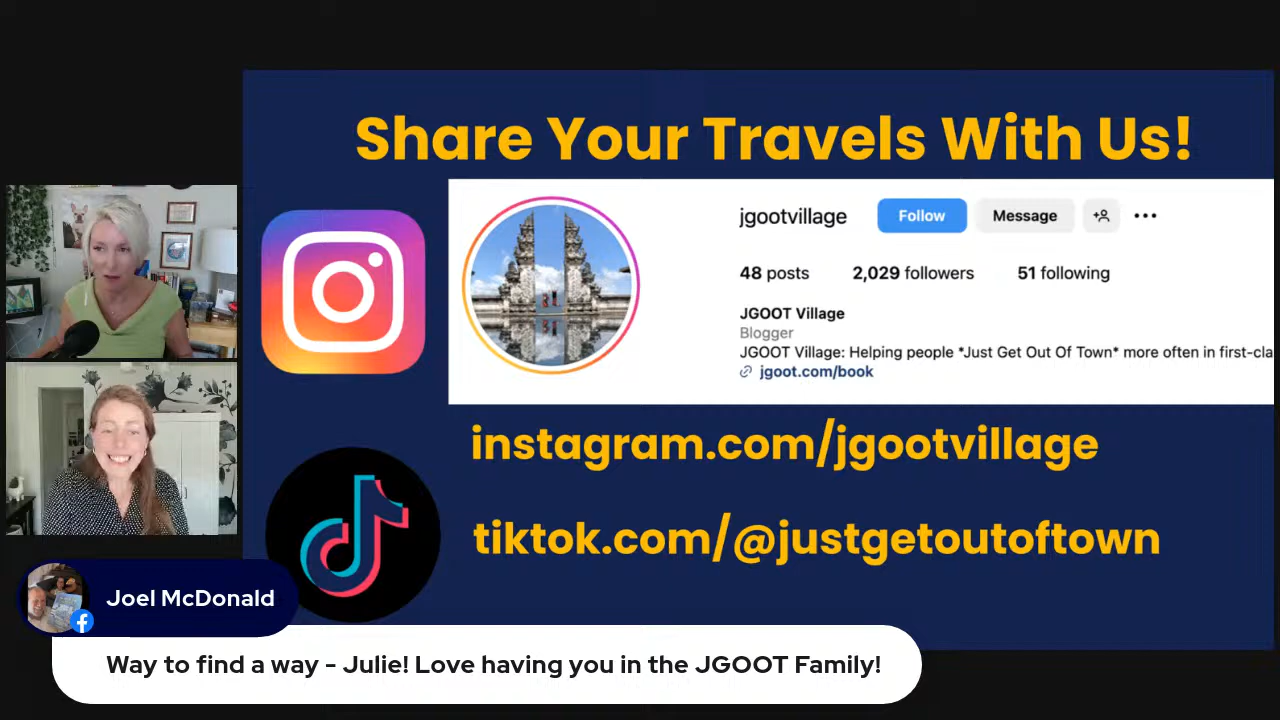 Share Your Travels With Us!
jgootvillage Follow Message
48 posts 2,029 followers 51 following
JGOOT Village
Blogger
JGOOT Village: Helping people *Just Get Out Of Town* more often in first-cla
jgoot.com/book
instagram.com/jgootvillage
tiktok.com/@justgetoutoftown
Joel McDonald
Way to find a way - Julie! Love having you in the JGOOT Family!